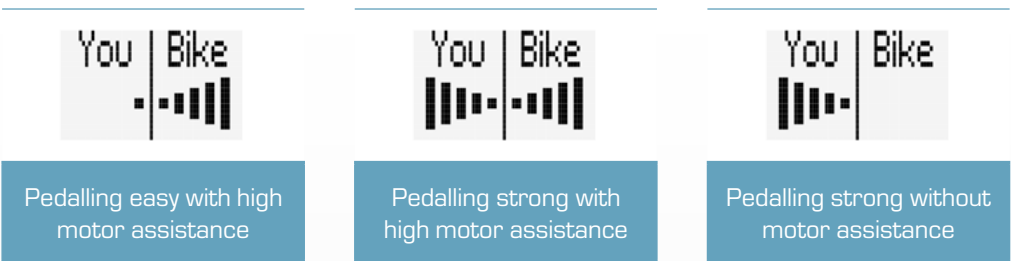 You Bike
You Bike
You Bike
Pedalling easy with high
motor assistance
Pedalling strong with
high motor assistance
Pedalling strong without
motor assistance